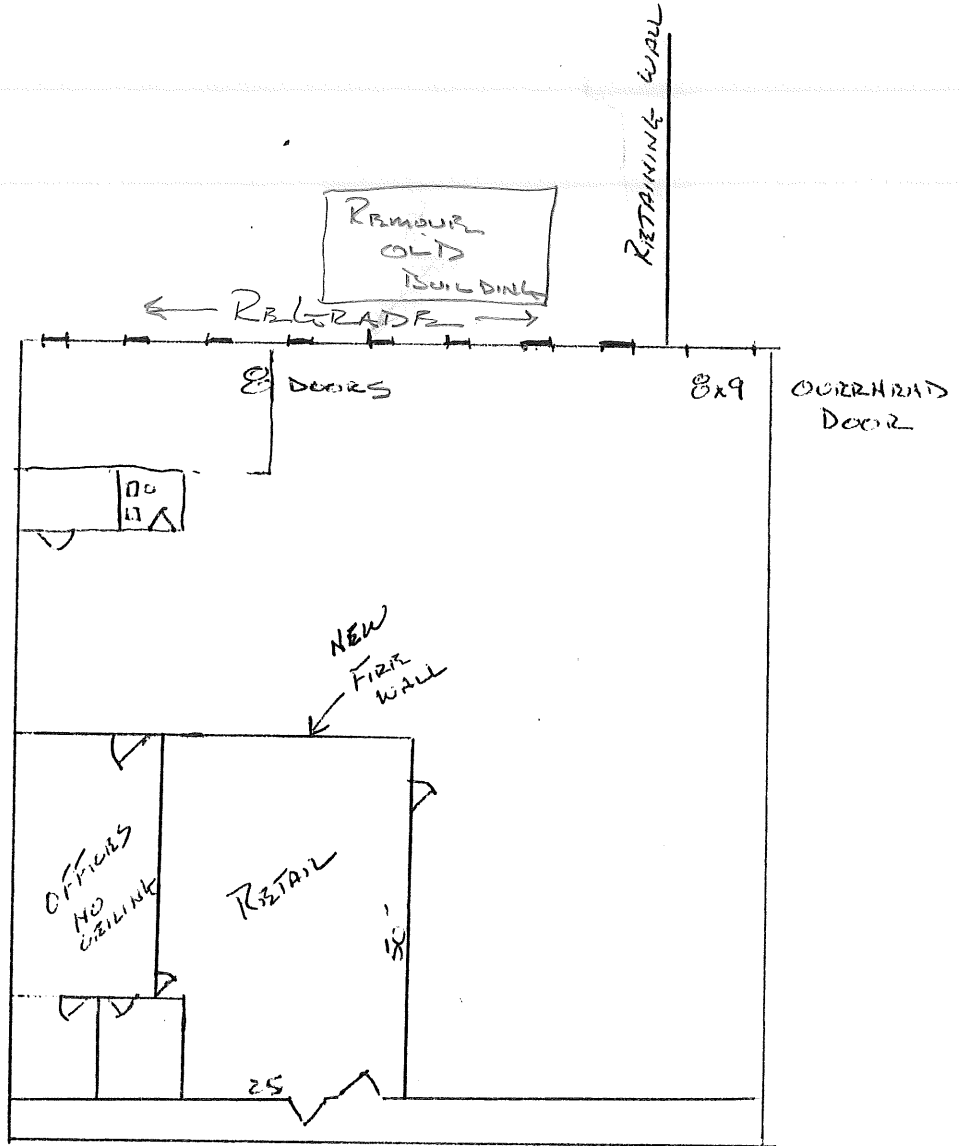 RETAINING WALL
REMOVE
OLD
BUILDING
← REGRADE →
8 DOORS
8x9 OVERHEAD
DOOR
NEW
FIRE
WALL
OFFICES
NO
CEILING
RETAIL
50'
25